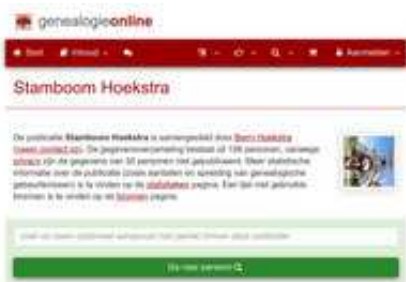 genealogieonline
Start Inhoud Aanmelden
Stamboom Hoekstra
De publicatie Stamboom Hoekstra is samengesteld door
(neem contact op). De gegevensverzameling bestaat uit personen, vanwege
privacy zijn de gegevens van personen niet gepubliceerd. Meer statistische
informatie over de publicatie (zoals aantallen en spreiding van genealogische
gebeurtenissen) is te vinden op de statistieken pagina. Een lijst met gebruikte
bronnen is te vinden op de bronnen pagina.
Ga naar persoon